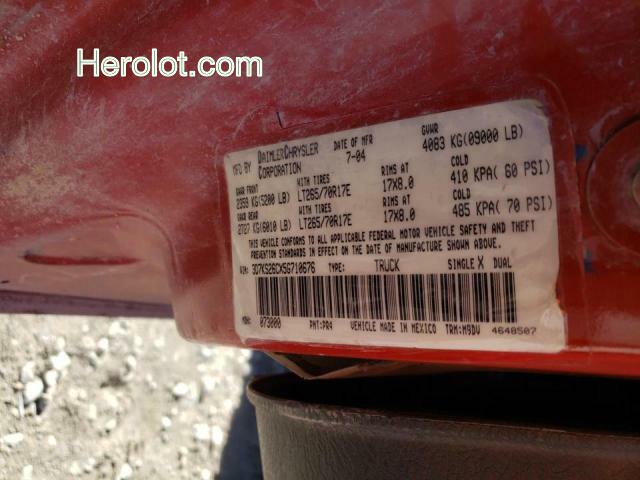 Herolot.com
MFD BY DAIMLERCHRYSLER CORPORATION DATE OF MFR 7-04 GVWR 4083 KG(09000 LB)
GAWR FRONT 2359 KG(5200 LB) WITH TIRES LT265/70R17E RIMS AT 17X8.0 COLD 410 KPA( 60 PSI)
GAWR REAR 2727 KG(6010 LB) WITH TIRES LT265/70R17E RIMS AT 17X8.0 COLD 485 KPA( 70 PSI)
THIS VEHICLE CONFORMS TO ALL APPLICABLE FEDERAL MOTOR VEHICLE SAFETY AND THEFT
PREVENTION STANDARDS IN EFFECT ON THE DATE OF MANUFACTURE SHOWN ABOVE.
VIN: 3D7KS26CX5G710676 TYPE: TRUCK SINGLE X DUAL
MDH: 073000 PNT:PR4 VEHICLE MADE IN MEXICO TRM:M9DV 4648507